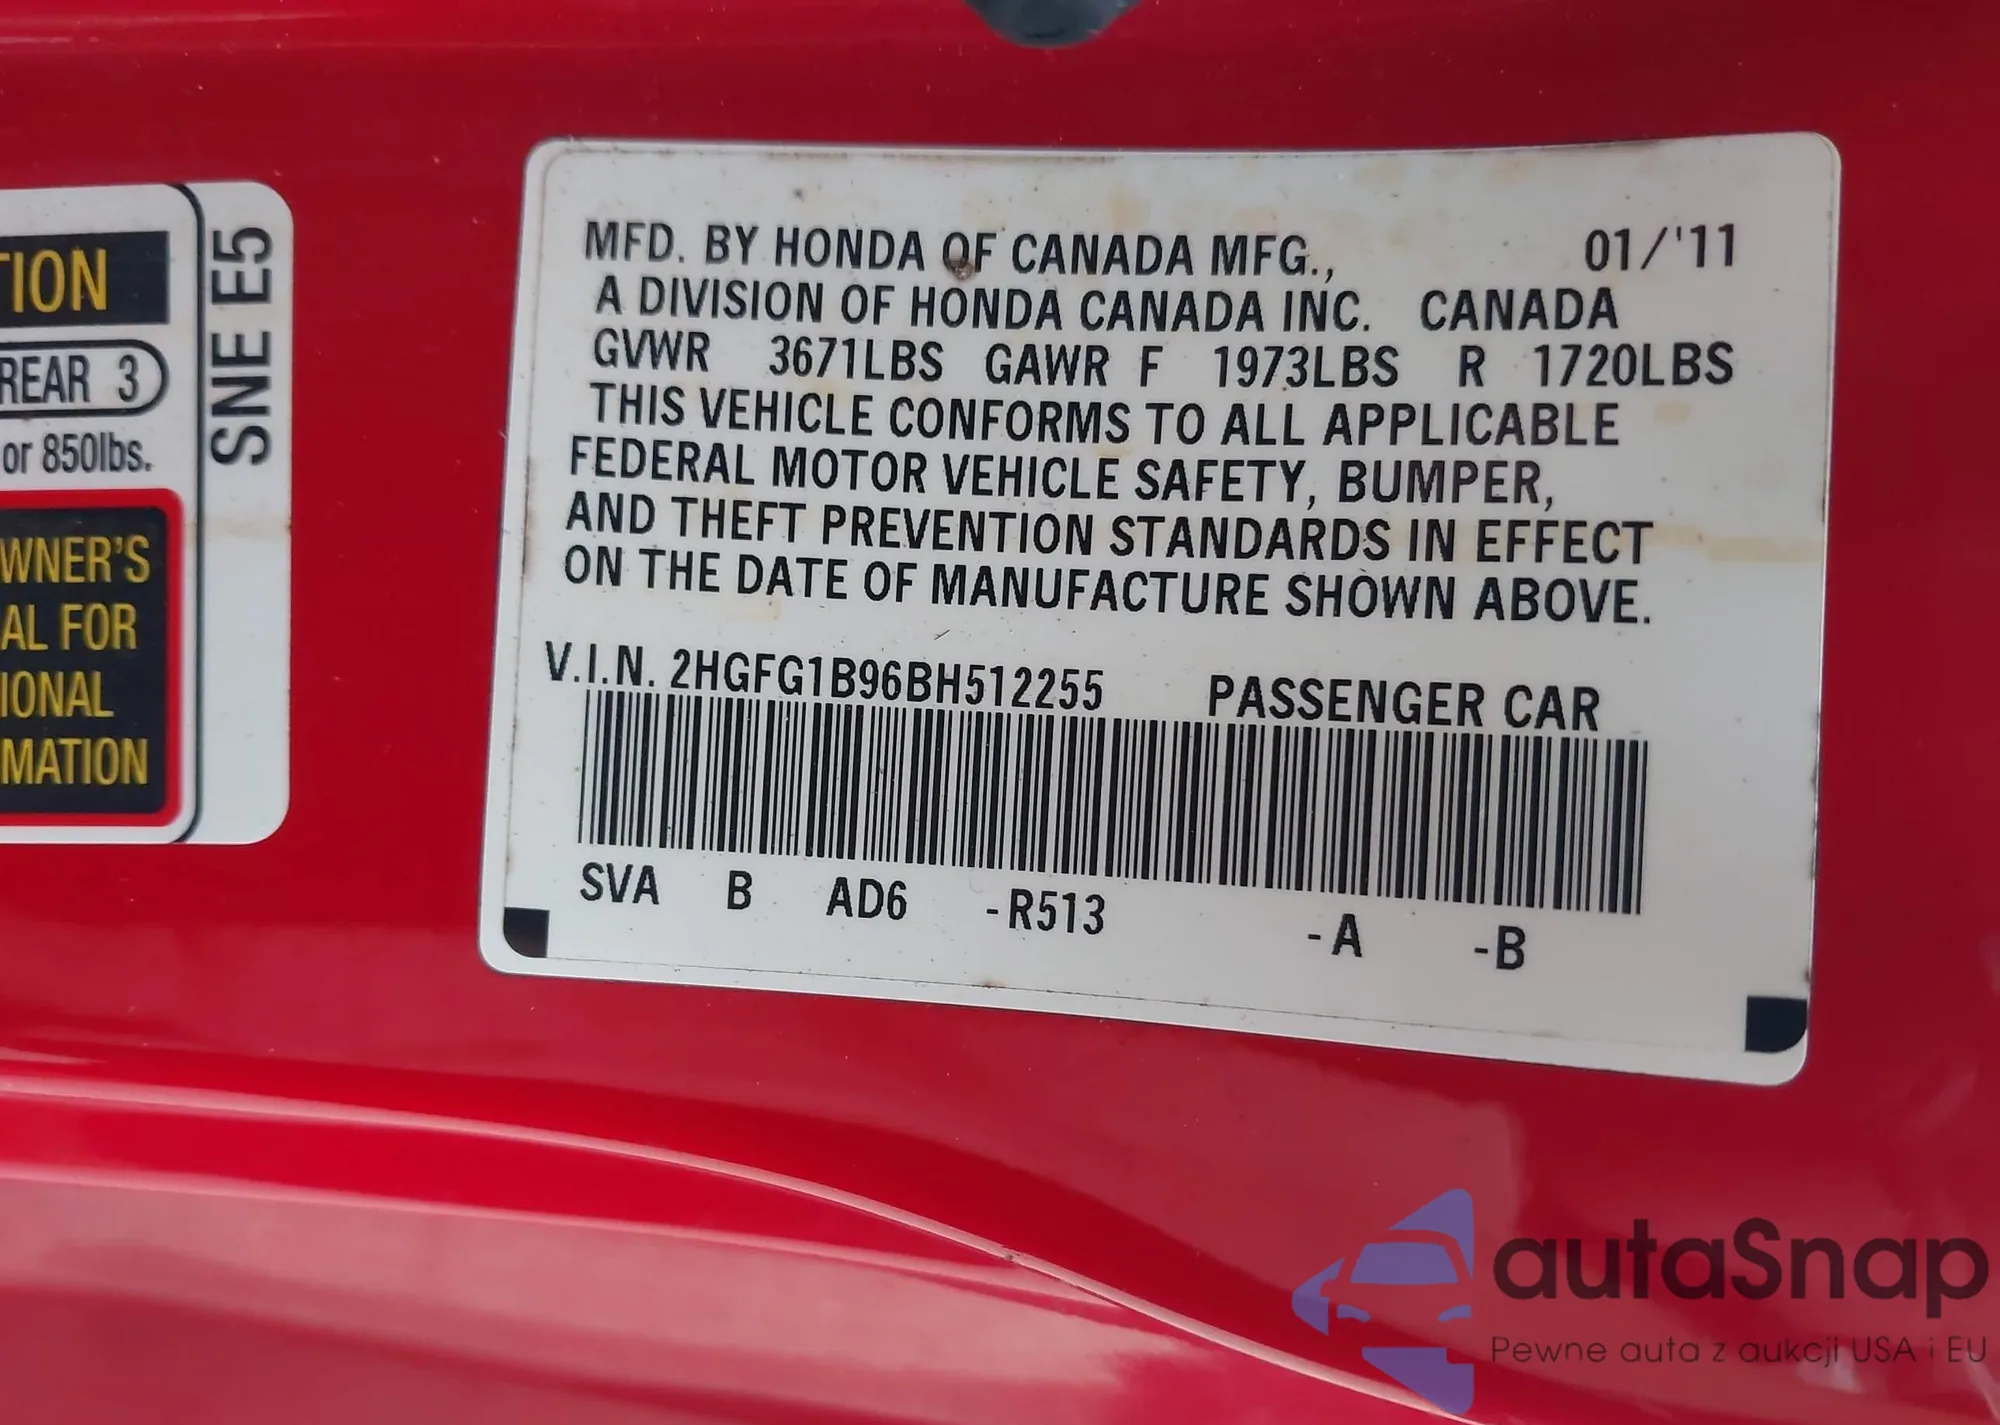 TION
REAR 3
or 850lbs.
WNER'S
AL FOR
IONAL
MATION
SNE E5
MFD. BY HONDA OF CANADA MFG., 01/'11
A DIVISION OF HONDA CANADA INC. CANADA
GVWR 3671LBS GAWR F 1973LBS R 1720LBS
THIS VEHICLE CONFORMS TO ALL APPLICABLE
FEDERAL MOTOR VEHICLE SAFETY, BUMPER,
AND THEFT PREVENTION STANDARDS IN EFFECT
ON THE DATE OF MANUFACTURE SHOWN ABOVE.
V.I.N. 2HGFG1B96BH512255 PASSENGER CAR
SVA B AD6 -R513 -A -B
autaSnap
Pewne auta z aukcji USA i EU